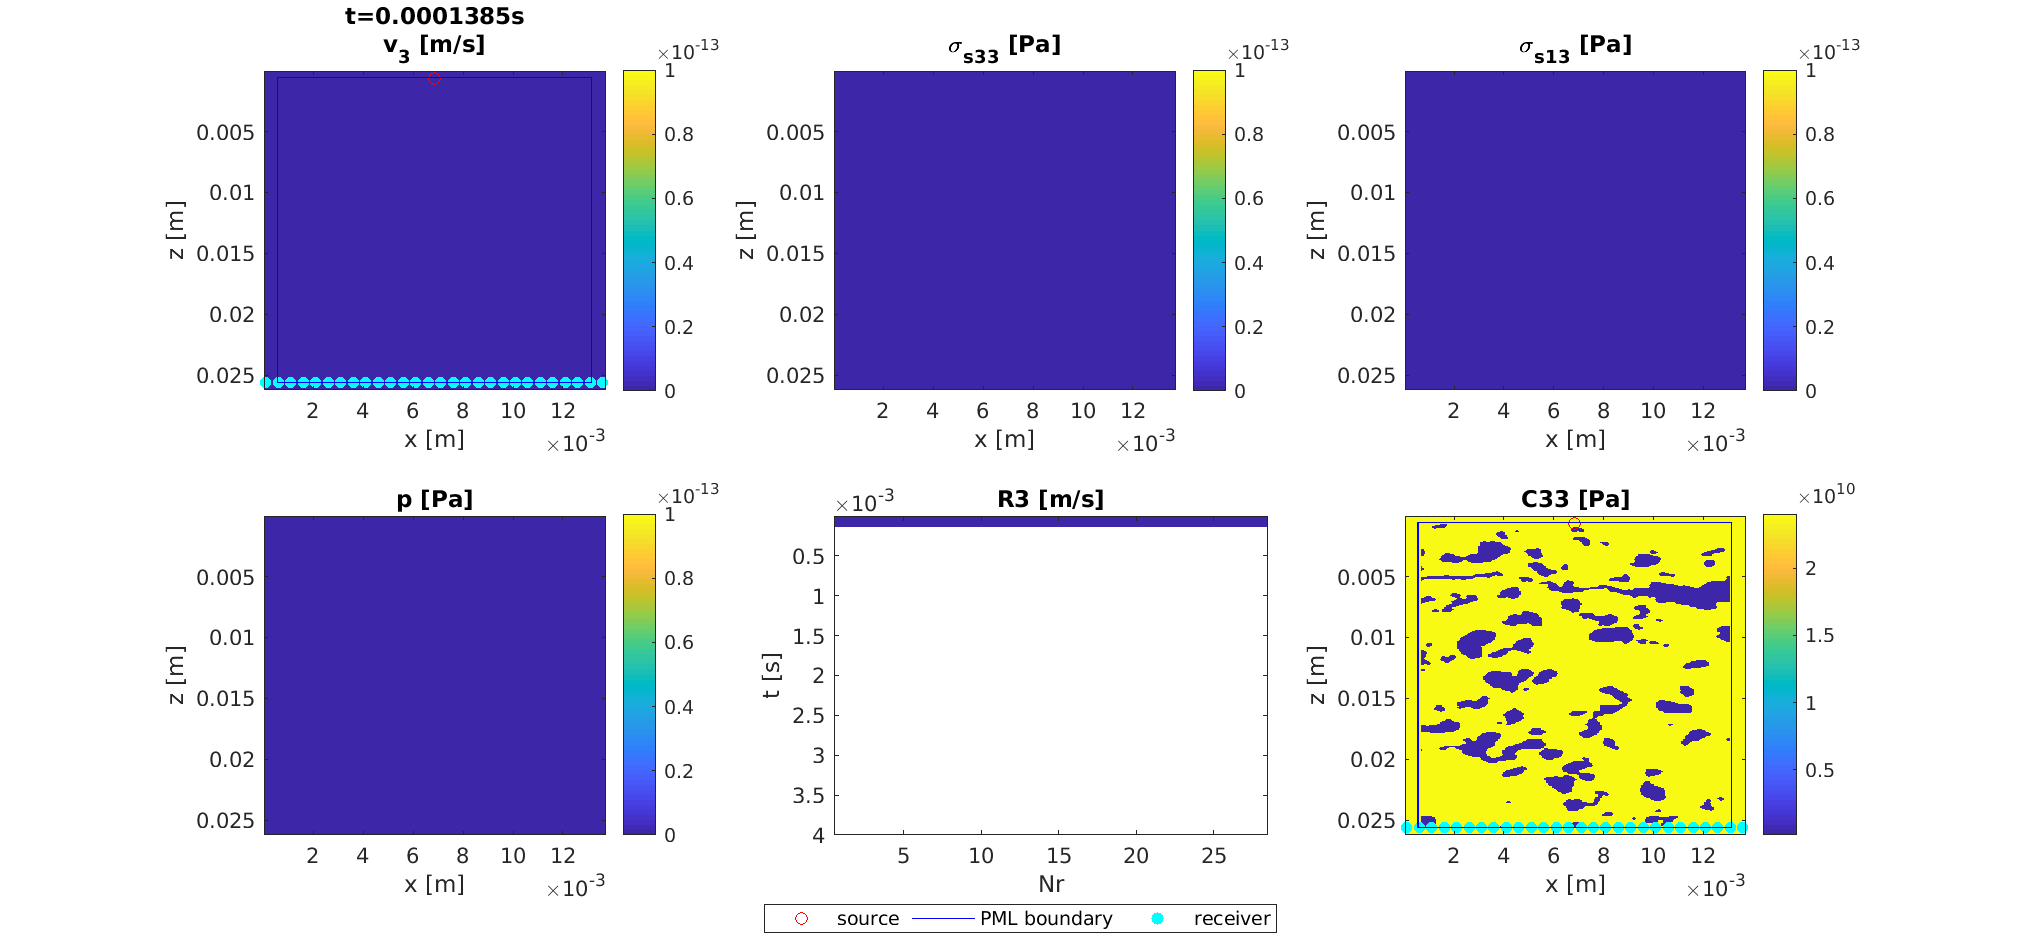 t=0.0001385s
v3 [m/s]
×10-13
1
0.8
0.6
0.4
0.2
0
0.005
0.01
0.015
0.02
0.025
z [m]
2 4 6 8 10 12
x [m]
×10-3
σs33 [Pa]
×10-13
1
0.8
0.6
0.4
0.2
0
0.005
0.01
0.015
0.02
0.025
z [m]
2 4 6 8 10 12
x [m]
×10-3
σs13 [Pa]
×10-13
1
0.8
0.6
0.4
0.2
0
0.005
0.01
0.015
0.02
0.025
z [m]
2 4 6 8 10 12
x [m]
×10-3
p [Pa]
×10-13
1
0.8
0.6
0.4
0.2
0
0.005
0.01
0.015
0.02
0.025
z [m]
2 4 6 8 10 12
x [m]
×10-3
R3 [m/s]
×10-3
0.5
1
1.5
2
2.5
3
3.5
4
t [s]
5 10 15 20 25
Nr
C33 [Pa]
×1010
2
1.5
1
0.5
0.005
0.01
0.015
0.02
0.025
z [m]
2 4 6 8 10 12
x [m]
×10-3
source PML boundary receiver